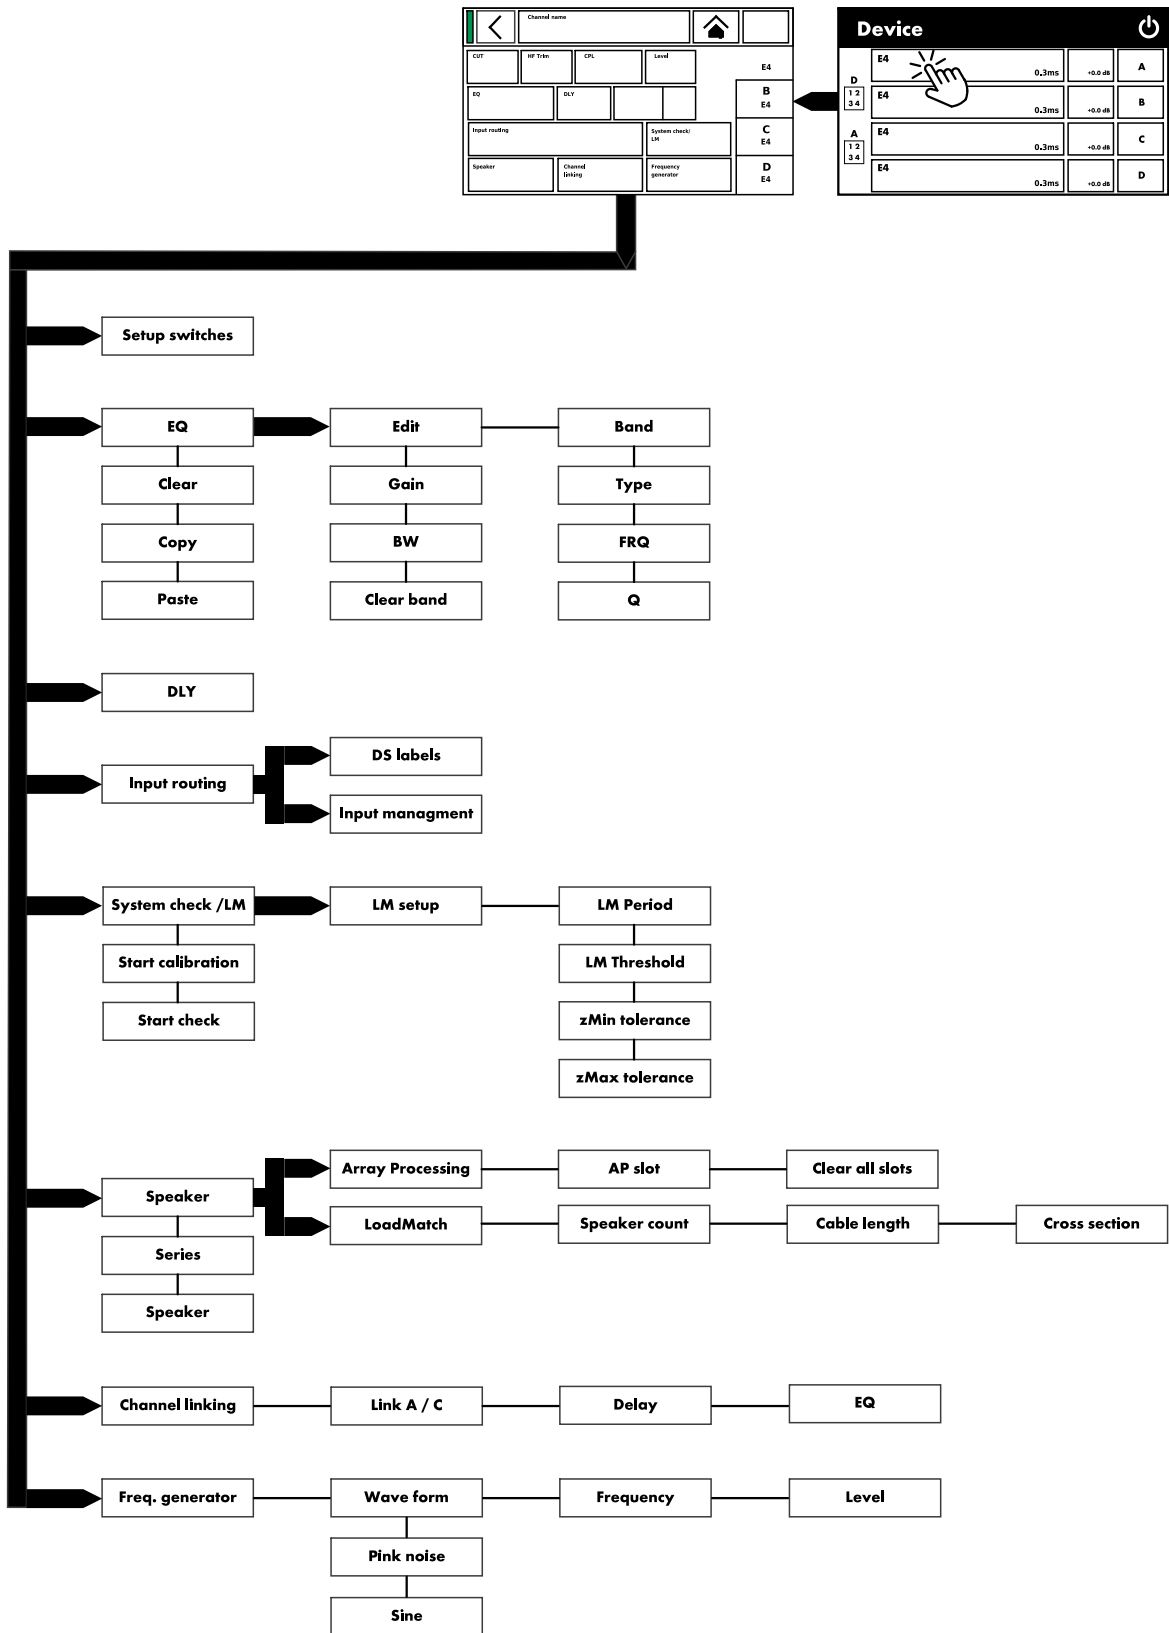 Channel name
CUT
HF Trim
CPL
Level
E4
EQ
DLY
B
E4
Input routing
System check/
LM
C
E4
Speaker
Channel
linking
Frequency
generator
D
E4
Device
D
1 2
3 4
A
1 2
3 4
E4
0.3ms
+0.0 dB
A
E4
0.3ms
+0.0 dB
B
E4
0.3ms
+0.0 dB
C
E4
0.3ms
+0.0 dB
D
Setup switches
EQ
Edit
Band
Clear
Gain
Type
Copy
BW
FRQ
Paste
Clear band
Q
DLY
Input routing
DS labels
Input managment
System check /LM
LM setup
LM Period
Start calibration
LM Threshold
Start check
zMin tolerance
zMax tolerance
Speaker
Array Processing
AP slot
Clear all slots
LoadMatch
Speaker count
Cable length
Cross section
Series
Speaker
Channel linking
Link A / C
Delay
EQ
Freq. generator
Wave form
Frequency
Level
Pink noise
Sine